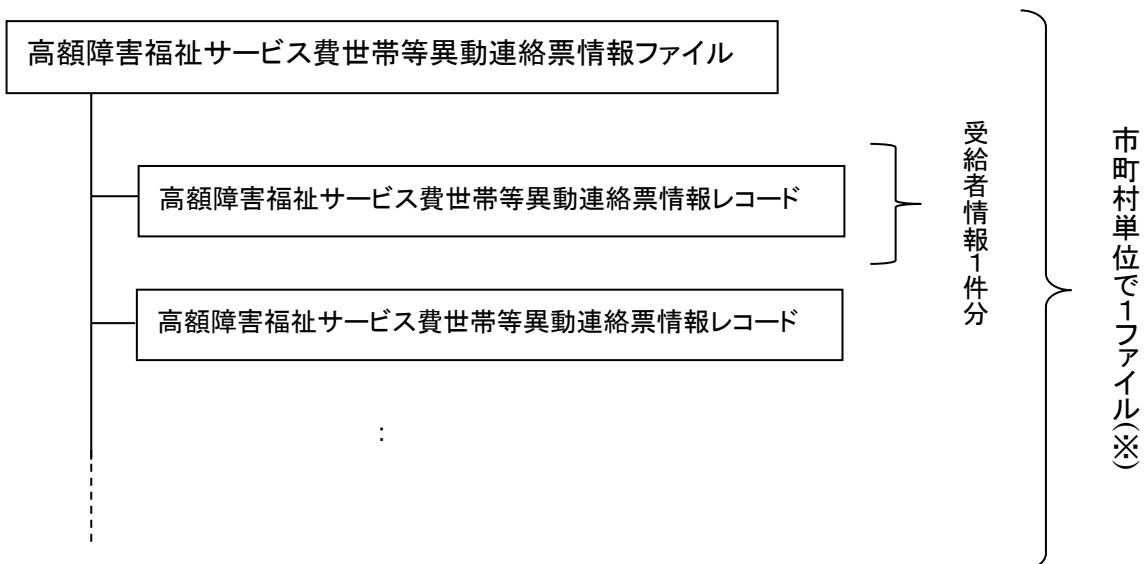 高額障害福祉サービス費世帯等異動連絡票情報ファイル
高額障害福祉サービス費世帯等異動連絡票情報レコード
高額障害福祉サービス費世帯等異動連絡票情報レコード
:
受給者情報1件分
市町村単位で1ファイル(※)